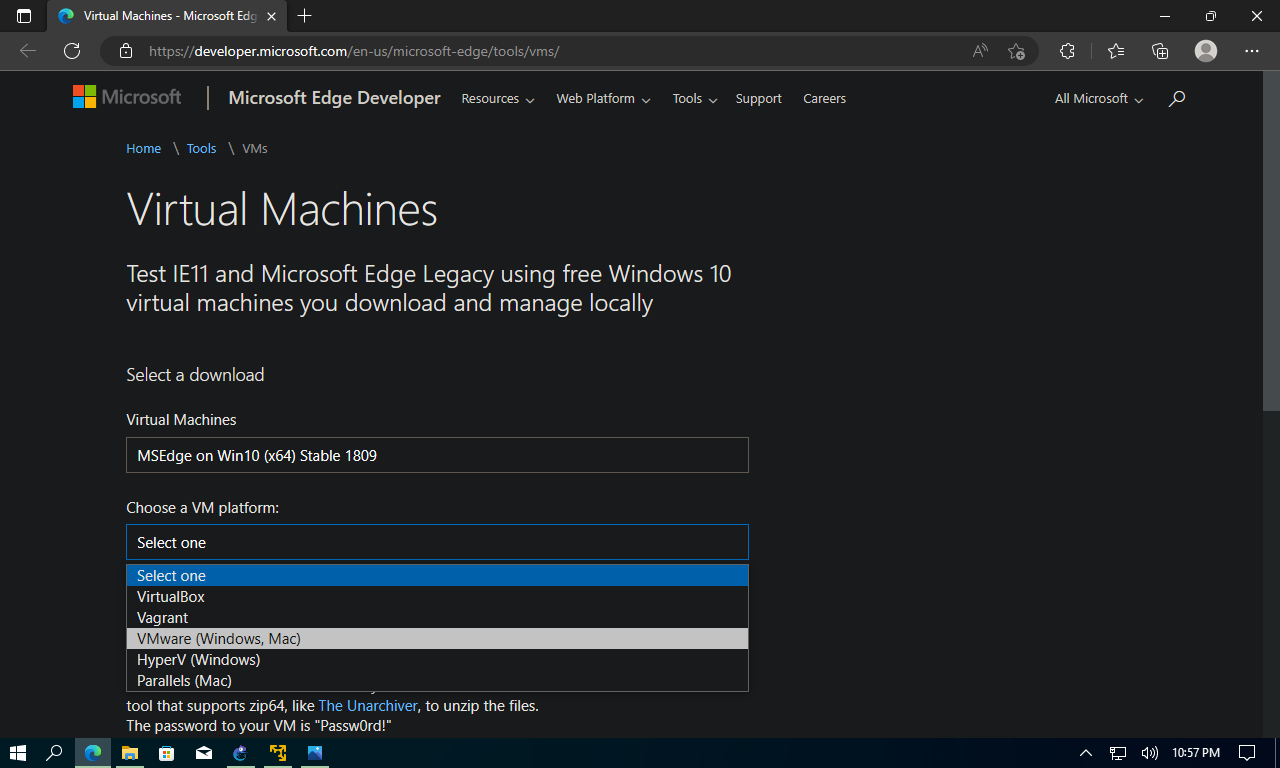 Virtual Machines - Microsoft Edg
https://developer.microsoft.com/en-us/microsoft-edge/tools/vms/
Microsoft
Microsoft Edge Developer
Resources
Web Platform
Tools
Support
Careers
All Microsoft
Home \ Tools \ VMs
Virtual Machines
Test IE11 and Microsoft Edge Legacy using free Windows 10
virtual machines you download and manage locally
Select a download
Virtual Machines
MSEdge on Win10 (x64) Stable 1809
Choose a VM platform:
Select one
Select one
VirtualBox
Vagrant
VMware (Windows, Mac)
HyperV (Windows)
Parallels (Mac)
tool that supports zip64, like The Unarchiver, to unzip the files.
The password to your VM is "Passw0rd!"
10:57 PM